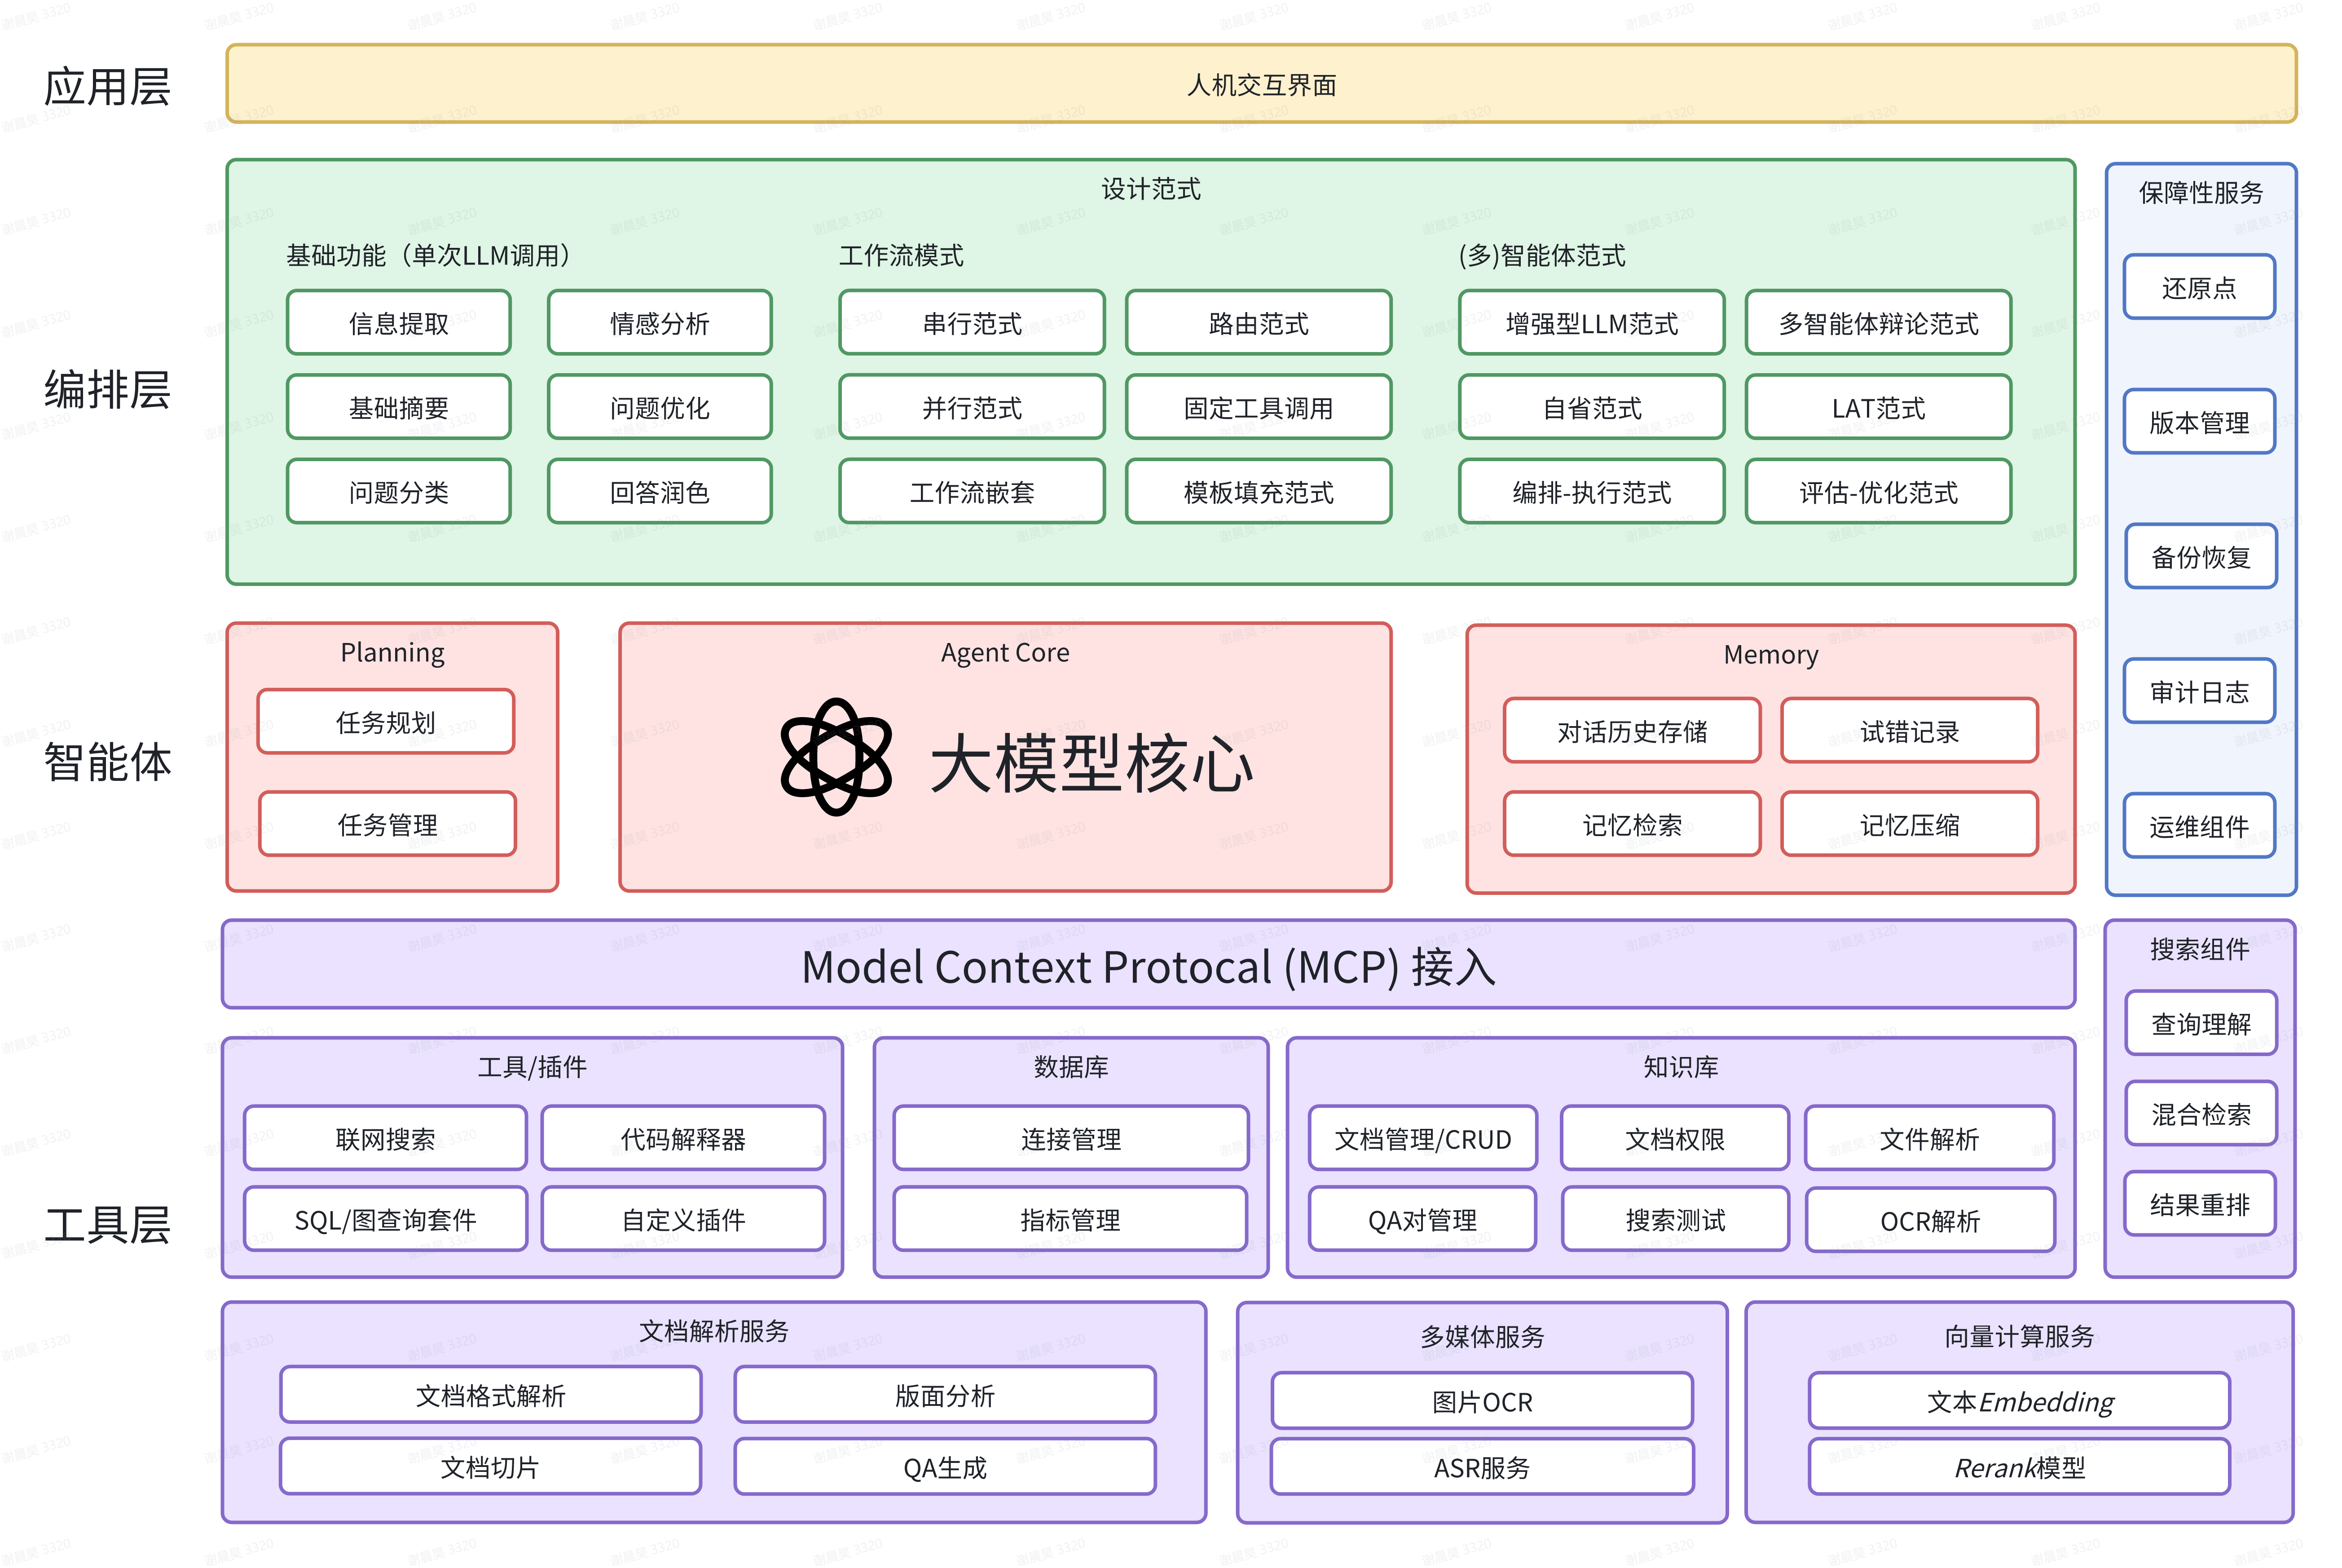 应用层
人机交互界面
编排层
设计范式
基础功能（单次LLM调用）
信息提取
情感分析
基础摘要
问题优化
问题分类
回答润色
工作流模式
串行范式
路由范式
并行范式
固定工具调用
工作流嵌套
模板填充范式
(多)智能体范式
增强型LLM范式
多智能体辩论范式
自省范式
LAT范式
编排-执行范式
评估-优化范式
保障性服务
还原点
版本管理
备份恢复
审计日志
运维组件
智能体
Planning
任务规划
任务管理
Agent Core
大模型核心
Memory
对话历史存储
试错记录
记忆检索
记忆压缩
工具层
Model Context Protocal (MCP) 接入
搜索组件
查询理解
混合检索
结果重排
工具/插件
联网搜索
代码解释器
SQL/图查询套件
自定义插件
数据库
连接管理
指标管理
知识库
文档管理/CRUD
文档权限
文件解析
QA对管理
搜索测试
OCR解析
文档解析服务
文档格式解析
版面分析
文档切片
QA生成
多媒体服务
图片OCR
ASR服务
向量计算服务
文本Embedding
Rerank模型